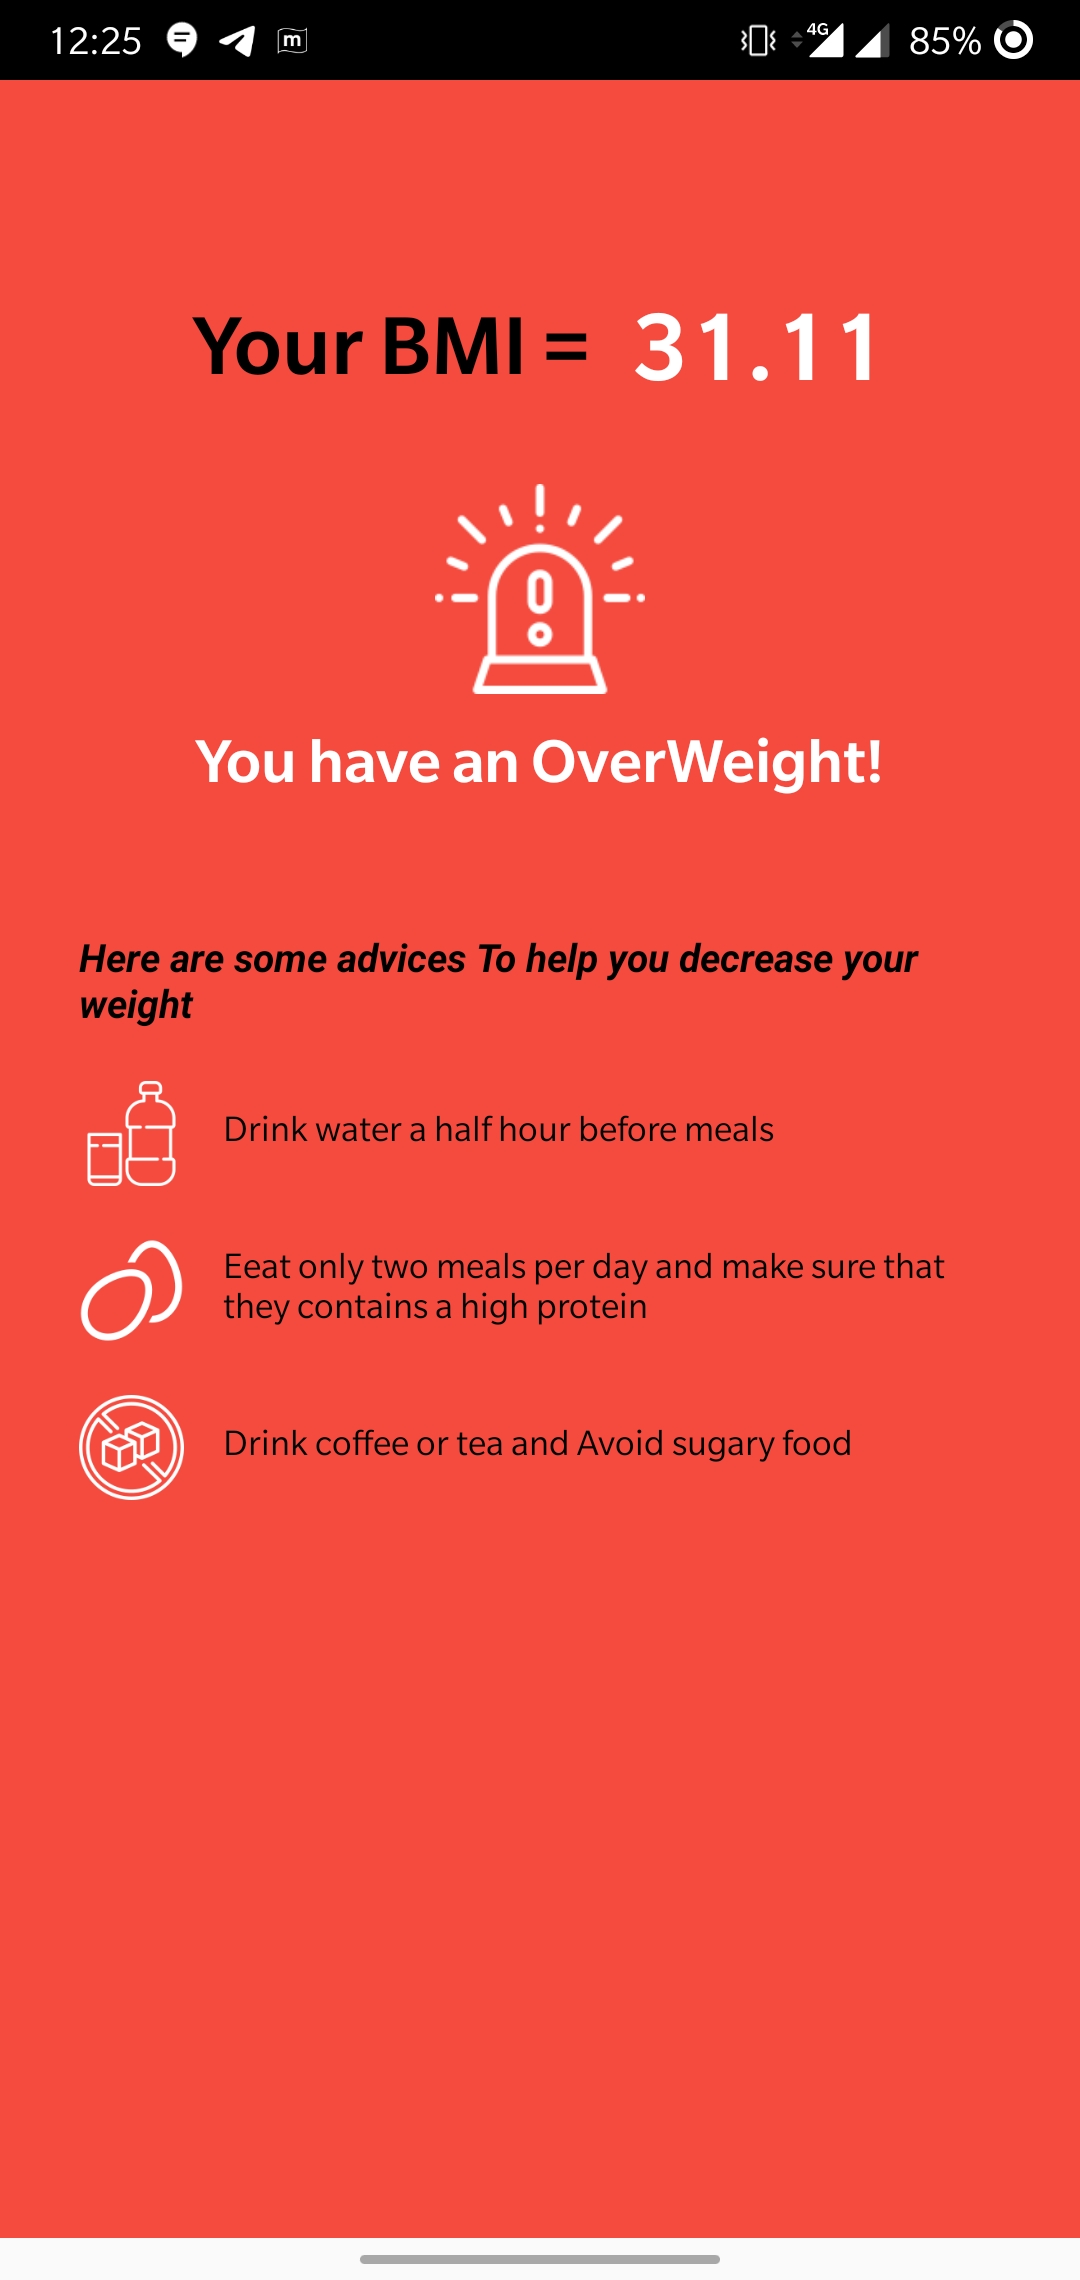 12:25 m 4G 85%
Your BMI = 31.11
You have an OverWeight!
Here are some advices To help you decrease your
weight
Drink water a half hour before meals
Eeat only two meals per day and make sure that
they contains a high protein
Drink coffee or tea and Avoid sugary food